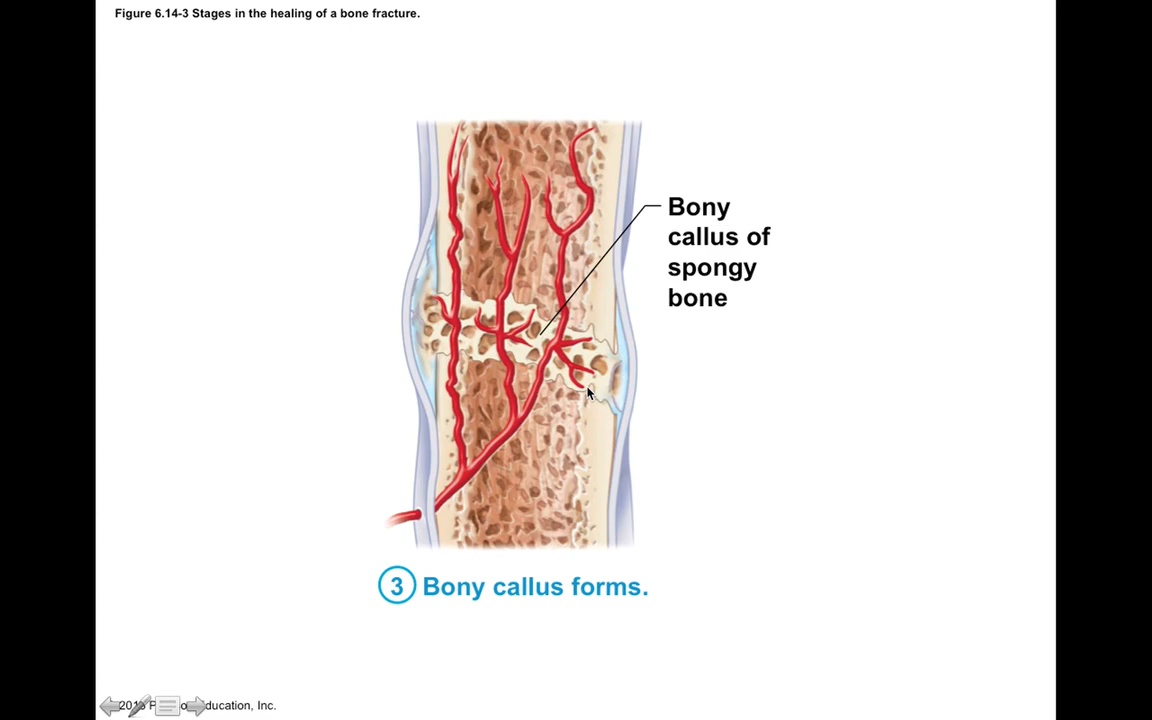 Figure 6.14-3 Stages in the healing of a bone fracture.
Bony
callus of
spongy
bone
3 Bony callus forms.
ducation, Inc.